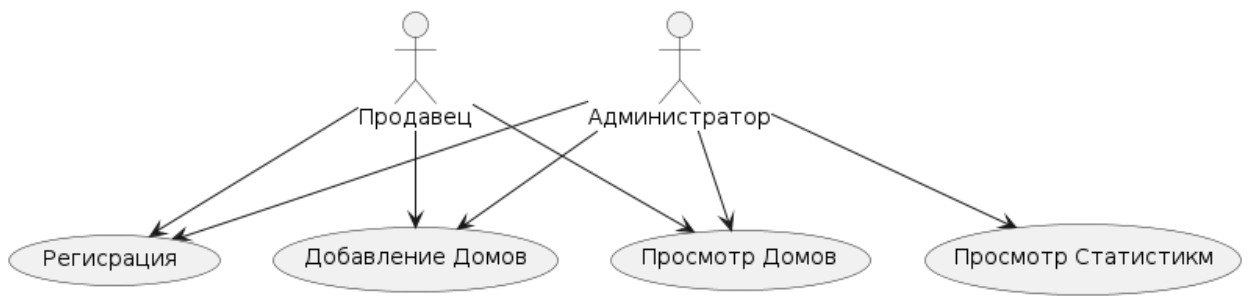 Продавец
Администратор
Регисрация
Добавление Домов
Просмотр Домов
Просмотр Статистикм